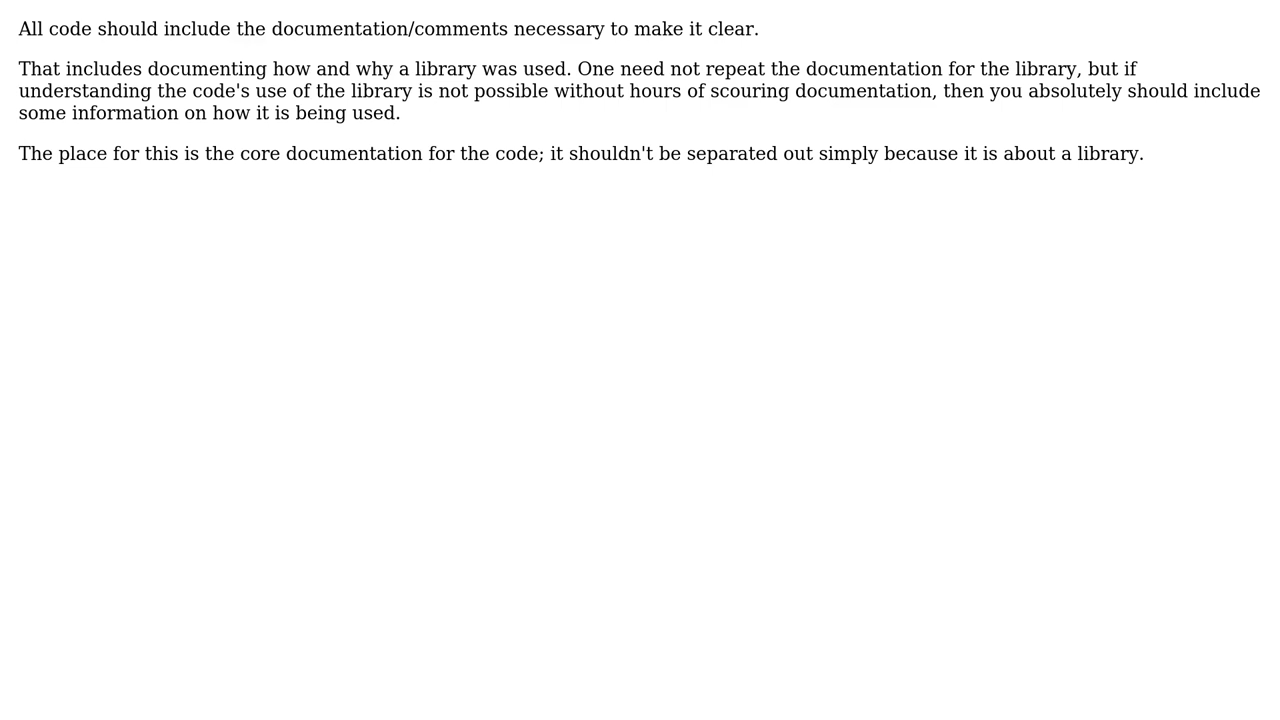 All code should include the documentation/comments necessary to make it clear.
That includes documenting how and why a library was used. One need not repeat the documentation for the library, but if
understanding the code's use of the library is not possible without hours of scouring documentation, then you absolutely should include
some information on how it is being used.
The place for this is the core documentation for the code; it shouldn't be separated out simply because it is about a library.